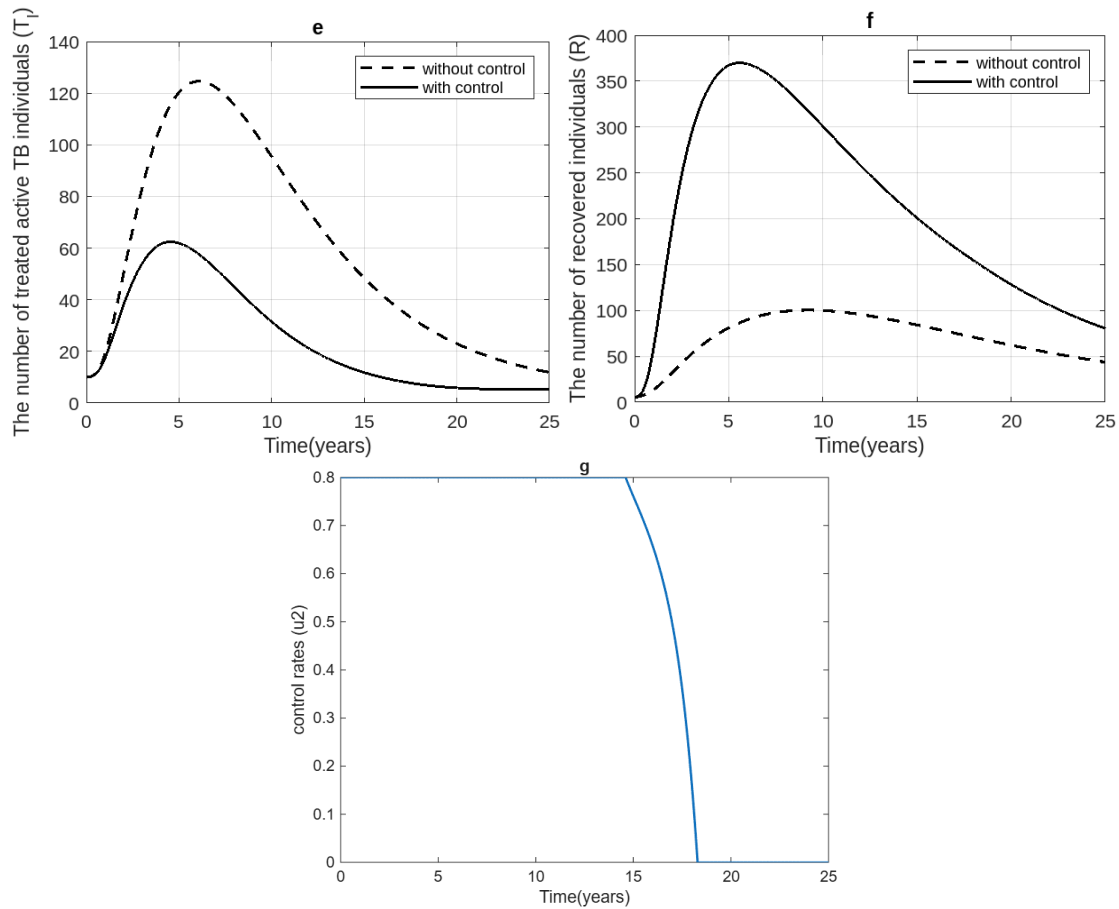 e
The number of treated active TB individuals (T_I)
140
120
100
80
60
40
20
0
0 5 10 15 20 25
Time(years)
without control
with control
f
The number of recovered individuals (R)
400
350
300
250
200
150
100
50
0
0 5 10 15 20 25
Time(years)
without control
with control
g
control rates (u2)
0.8
0.7
0.6
0.5
0.4
0.3
0.2
0.1
0
0 5 10 15 20 25
Time(years)